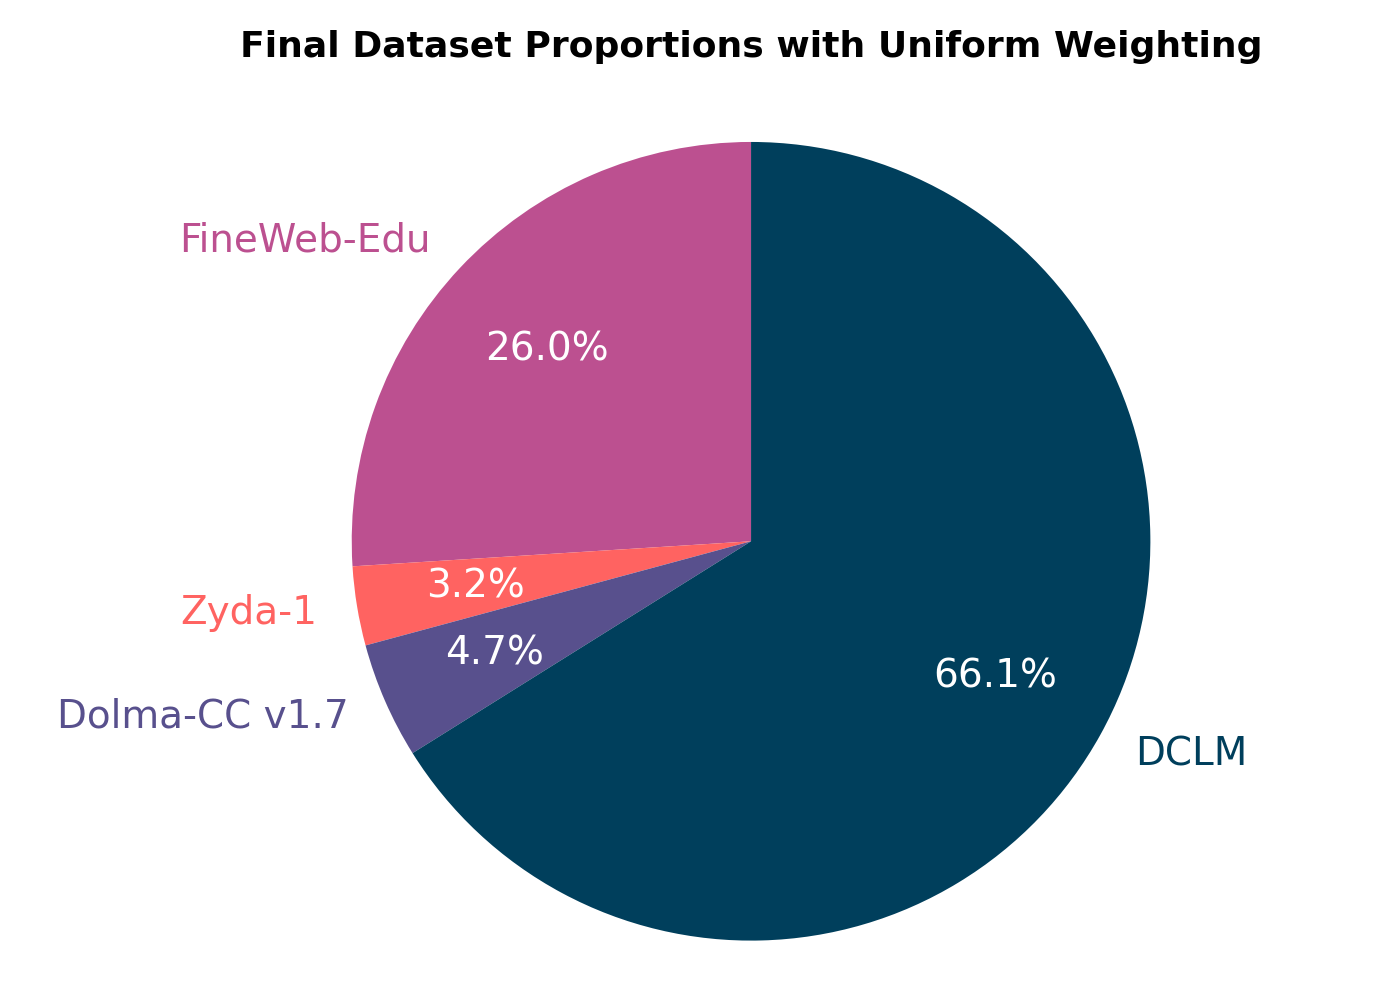 Final Dataset Proportions with Uniform Weighting
FineWeb-Edu
26.0%
Zyda-1
3.2%
Dolma-CC v1.7
4.7%
66.1%
DCLM